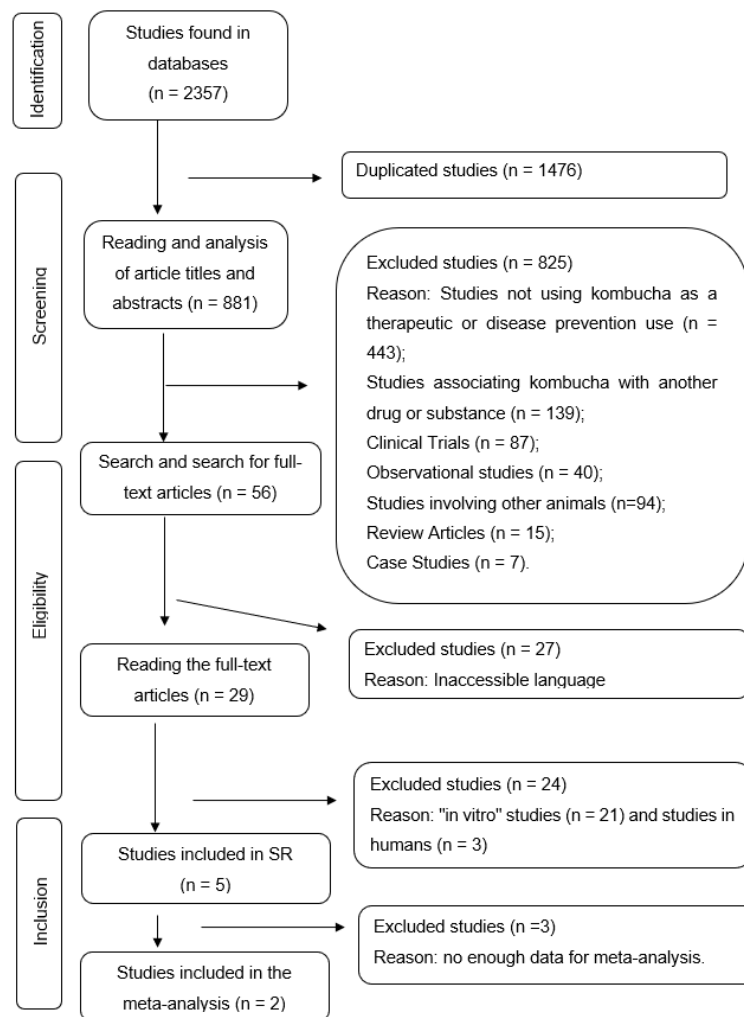 Identification
Studies found in
databases
(n = 2357)
Duplicated studies (n = 1476)
Screening
Reading and analysis
of article titles and
abstracts (n = 881)
Excluded studies (n = 825)
Reason: Studies not using kombucha as a
therapeutic or disease prevention use (n =
443);
Studies associating kombucha with another
drug or substance (n = 139);
Clinical Trials (n = 87);
Observational studies (n = 40);
Studies involving other animals (n=94);
Review Articles (n = 15);
Case Studies (n = 7).
Search and search for full-
text articles (n = 56)
Eligibility
Excluded studies (n = 27)
Reason: Inaccessible language
Reading the full-text
articles (n = 29)
Excluded studies (n = 24)
Reason: "in vitro" studies (n = 21) and studies in
humans (n = 3)
Inclusion
Studies included in SR
(n = 5)
Excluded studies (n =3)
Reason: no enough data for meta-analysis.
Studies included in the
meta-analysis (n = 2)